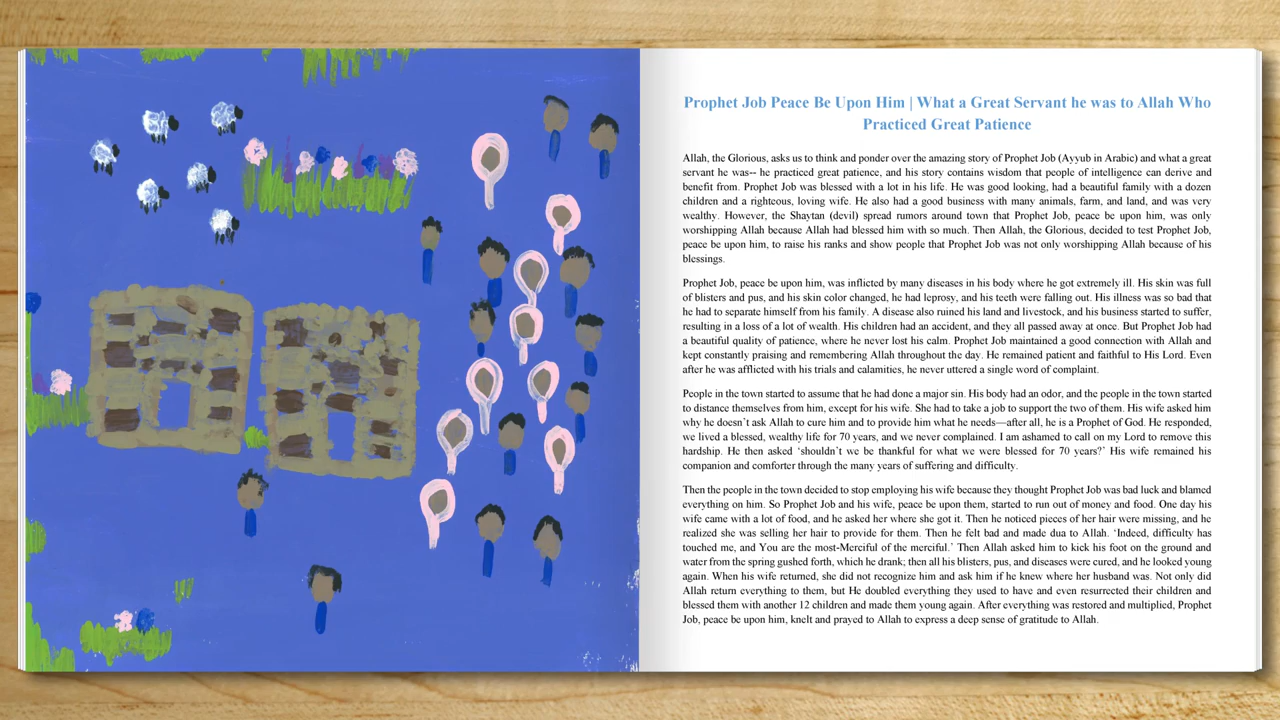 Prophet Job Peace Be Upon Him | What a Great Servant he was to Allah Who
Practiced Great Patience
Allah, the Glorious, asks us to think and ponder over the amazing story of Prophet Job (Ayyub in Arabic) and what a great
servant he was-- he practiced great patience, and his story contains wisdom that people of intelligence can derive and
benefit from. Prophet Job was blessed with a lot in his life. He was good looking, had a beautiful family with a dozen
children and a righteous, loving wife. He also had a good business with many animals, farm, and land, and was very
wealthy. However, the Shaytan (devil) spread rumors around town that Prophet Job, peace be upon him, was only
worshipping Allah because Allah had blessed him with so much. Then Allah, the Glorious, decided to test Prophet Job,
peace be upon him, to raise his ranks and show people that Prophet Job was not only worshipping Allah because of his
blessings.
Prophet Job, peace be upon him, was inflicted by many diseases in his body where he got extremely ill. His skin was full
of blisters and pus, and his skin color changed, he had leprosy, and his teeth were falling out. His illness was so bad that
he had to separate himself from his family. A disease also ruined his land and livestock, and his business started to suffer,
resulting in a loss of a lot of wealth. His children had an accident, and they all passed away at once. But Prophet Job had
a beautiful quality of patience, where he never lost his calm. Prophet Job maintained a good connection with Allah and
kept constantly praising and remembering Allah throughout the day. He remained patient and faithful to His Lord. Even
after he was afflicted with his trials and calamities, he never uttered a single word of complaint.
People in the town started to assume that he had done a major sin. His body had an odor, and the people in the town started
to distance themselves from him, except for his wife. She had to take a job to support the two of them. His wife asked him
why he doesn't ask Allah to cure him and to provide him what he needs—after all, he is a Prophet of God. He responded,
we lived a blessed, wealthy life for 70 years, and we never complained. I am ashamed to call on my Lord to remove this
hardship. He then asked 'shouldn't we be thankful for what we were blessed for 70 years?' His wife remained his
companion and comforter through the many years of suffering and difficulty.
Then the people in the town decided to stop employing his wife because they thought Prophet Job was bad luck and blamed
everything on him. So Prophet Job and his wife, peace be upon them, started to run out of money and food. One day his
wife came with a lot of food, and he asked her where she got it. Then he noticed pieces of her hair were missing, and he
realized she was selling her hair to provide for them. Then he felt bad and made dua to Allah. 'Indeed, difficulty has
touched me, and You are the most-Merciful of the merciful.' Then Allah asked him to kick his foot on the ground and
water from the spring gushed forth, which he drank; then all his blisters, pus, and diseases were cured, and he looked young
again. When his wife returned, she did not recognize him and ask him if he knew where her husband was. Not only did
Allah return everything to them, but He doubled everything they used to have and even resurrected their children and
blessed them with another 12 children and made them young again. After everything was restored and multiplied, Prophet
Job, peace be upon him, knelt and prayed to Allah to express a deep sense of gratitude to Allah.